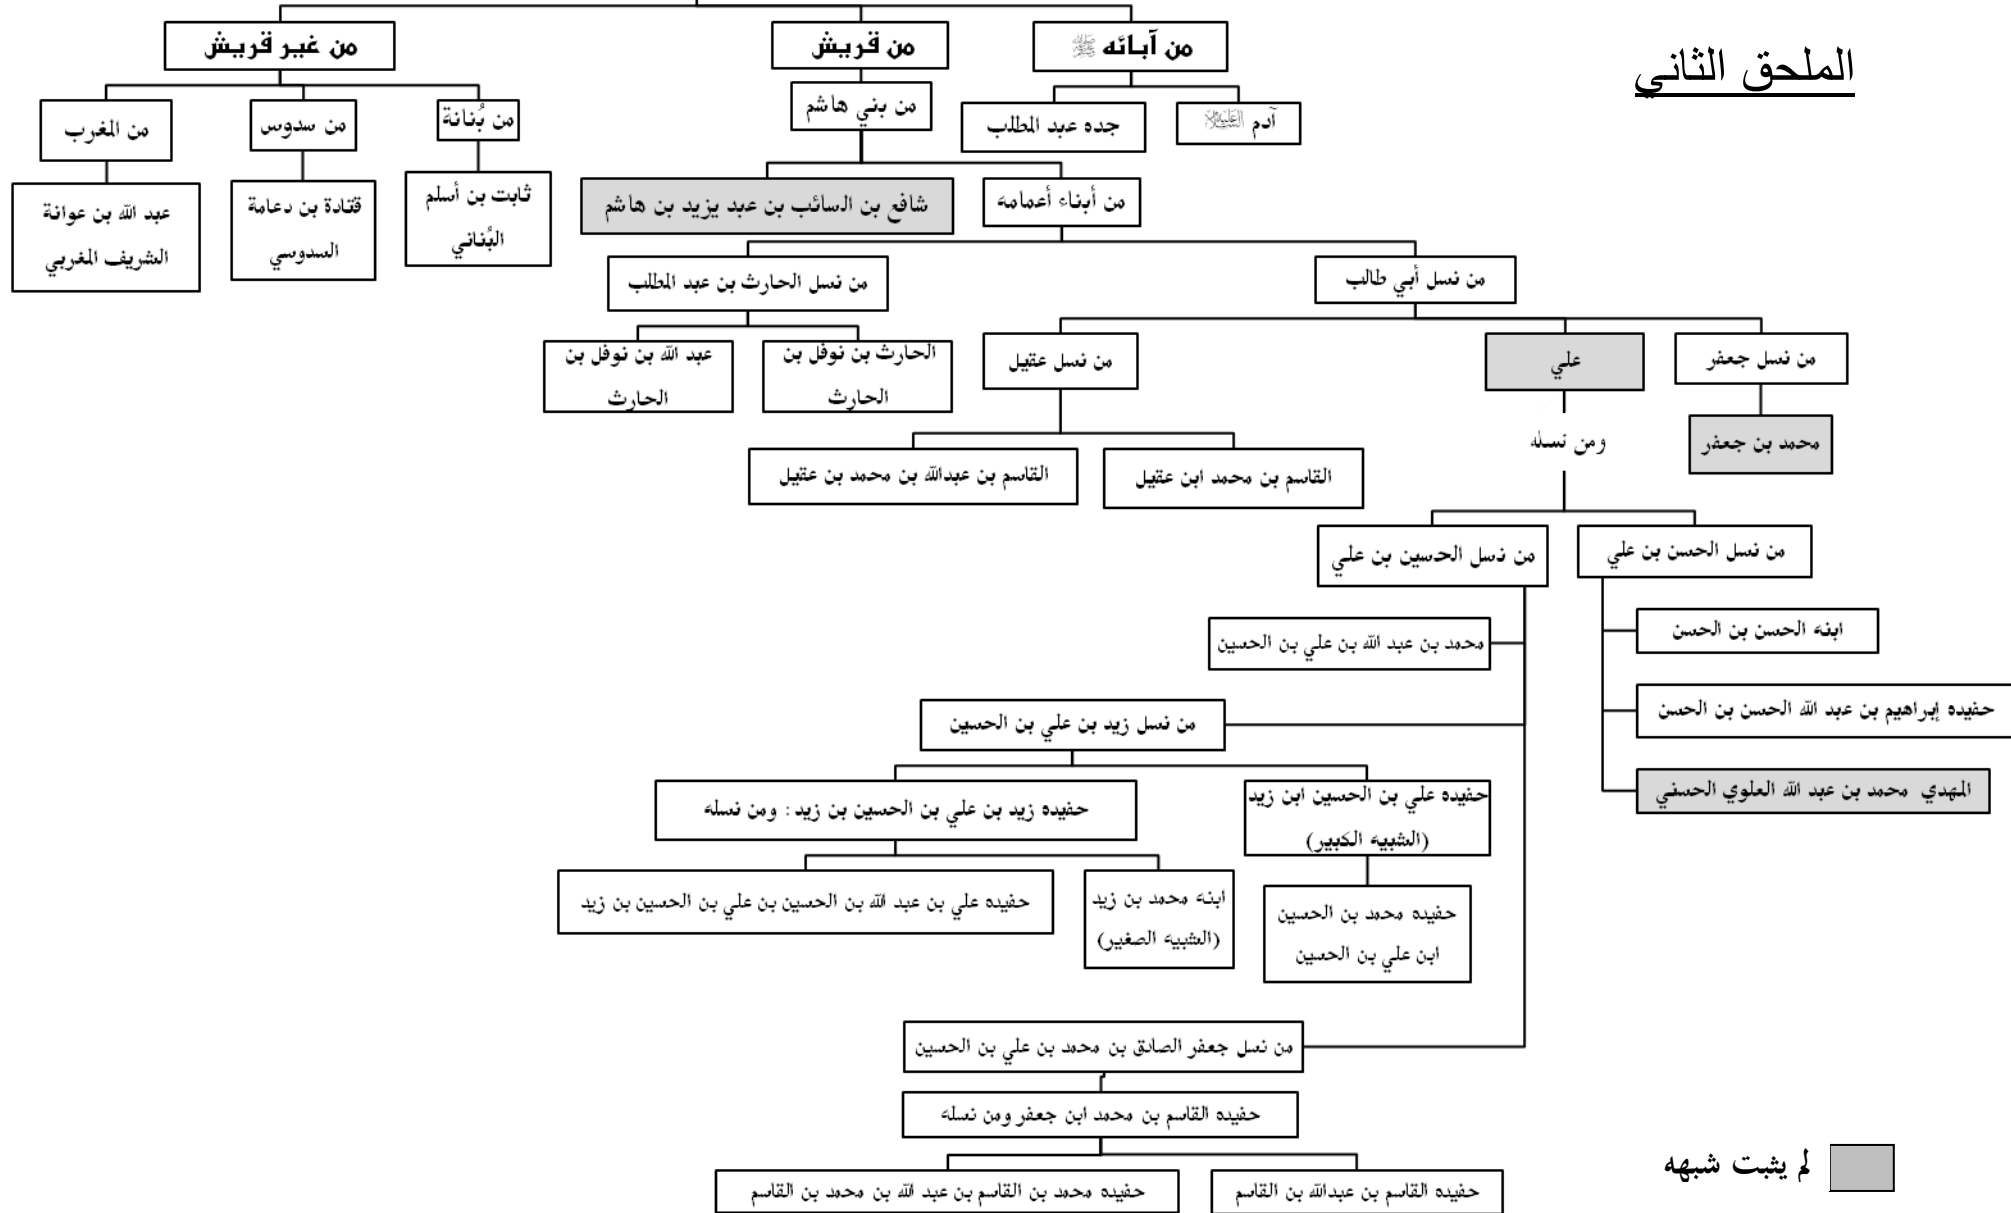 الملحق الثاني
من آبائه ﷺ
من قريش
من غير قريش
آدم عليه السلام
جده عبد المطلب
من بني هاشم
من بُنانة
من سدوس
من المغرب
ثابت بن أسلم
البُناني
قتادة بن دعامة
السدوسي
عبد الله بن عوانة
الشريف المغربي
من أبناء أعمامه
شافع بن السائب بن عبد يزيد بن هاشم
من نسل أبي طالب
من نسل الحارث بن عبد المطلب
الحارث بن نوفل بن
الحارث
عبد الله بن نوفل بن
الحارث
من نسل جعفر
علي
من نسل عقيل
محمد بن جعفر
ومن نسله
القاسم بن محمد ابن عقيل
القاسم بن عبدالله بن محمد بن عقيل
من نسل الحسن بن علي
من نسل الحسين بن علي
ابنه الحسن بن الحسن
حفيده إبراهيم بن عبد الله الحسن بن الحسن
المهدي محمد بن عبد الله العلوي الحسني
محمد بن عبد الله بن علي بن الحسين
من نسل زيد بن علي بن الحسين
حفيده علي بن الحسين ابن زيد
(الشبيه الكبير)
حفيده زيد بن علي بن الحسين بن زيد : ومن نسله
حفيده محمد بن الحسين
ابن علي بن الحسين
ابنه محمد بن زيد
(الشبيه الصغير)
حفيده علي بن عبد الله بن الحسين بن علي بن الحسين بن زيد
من نسل جعفر الصادق بن محمد بن علي بن الحسين
حفيده القاسم بن محمد ابن جعفر ومن نسله
حفيده القاسم بن عبدالله بن القاسم
حفيده محمد بن القاسم بن عبد الله بن محمد بن القاسم
لم يثبت شبهه